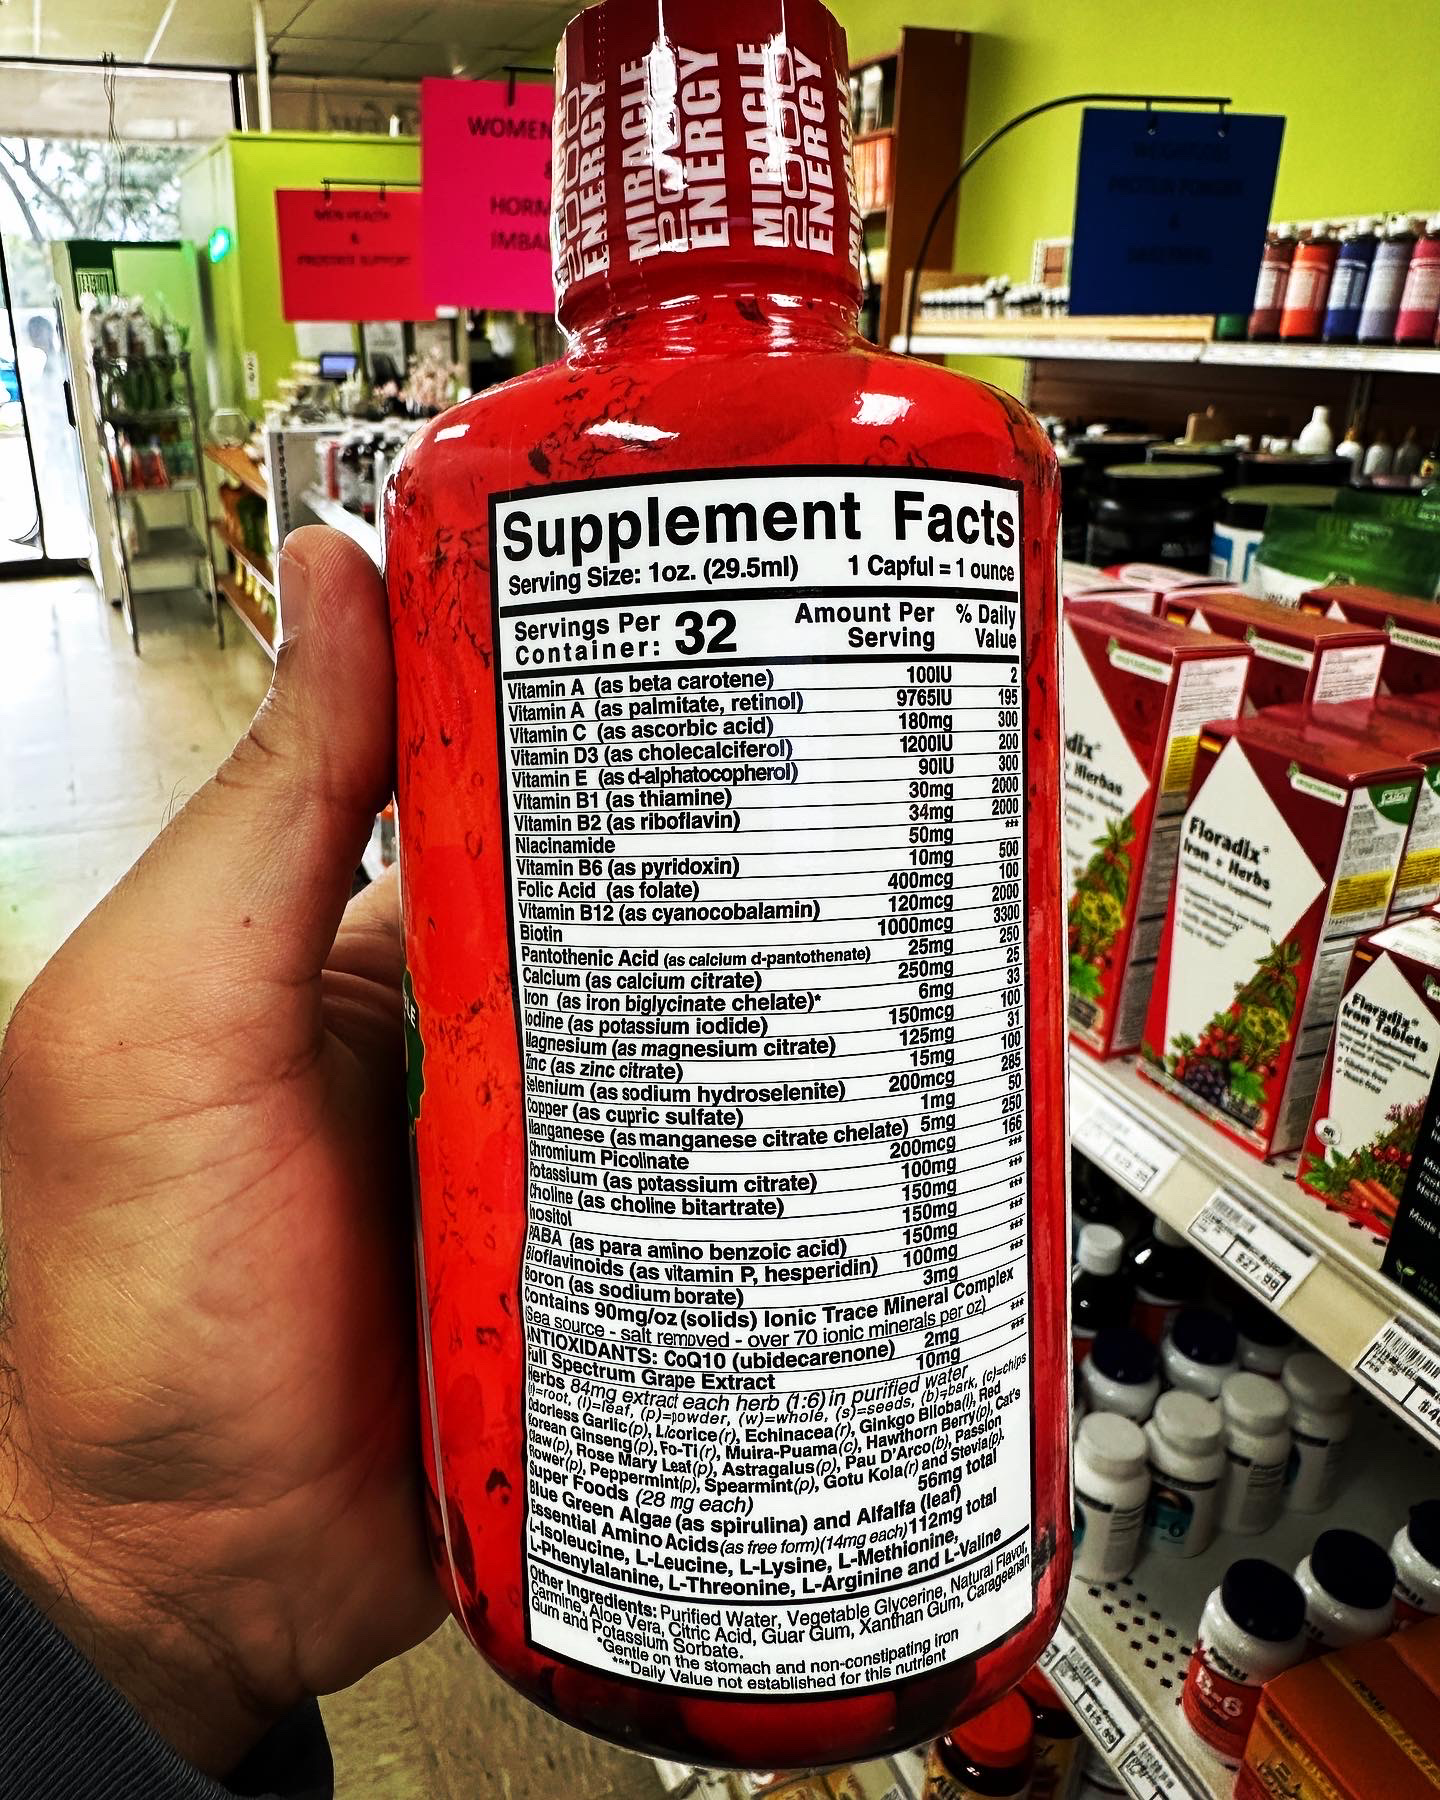 MIRACLE
2000
ENERGY
MIRACLE
2000
ENERGY
ENERGY
WOMEN
HORM
IMBA
MEN HEALTH
&
PROSTATE SUPPORT
PROTEIN POWDER
&
Supplement Facts
Serving Size: 1oz. (29.5ml) 1 Capful = 1 ounce
Servings Per Container: 32 Amount Per Serving % Daily Value
Vitamin A (as beta carotene) 100IU 2
Vitamin A (as palmitate, retinol) 9765IU 195
Vitamin C (as ascorbic acid) 180mg 300
Vitamin D3 (as cholecalciferol) 1200IU 200
Vitamin E (as d-alphatocopherol) 90IU 300
Vitamin B1 (as thiamine) 30mg 2000
Vitamin B2 (as riboflavin) 34mg 2000
Niacinamide 50mg ***
Vitamin B6 (as pyridoxin) 10mg 500
Folic Acid (as folate) 400mcg 100
Vitamin B12 (as cyanocobalamin) 120mcg 2000
Biotin 1000mcg 3300
Pantothenic Acid (as calcium d-pantothenate) 25mg 250
Calcium (as calcium citrate) 250mg 25
Iron (as iron biglycinate chelate)* 6mg 33
Iodine (as potassium iodide) 150mcg 100
Magnesium (as magnesium citrate) 125mg 31
Zinc (as zinc citrate) 15mg 100
Selenium (as sodium hydroselenite) 200mcg 285
Copper (as cupric sulfate) 1mg 50
Manganese (as manganese citrate chelate) 5mg 250
Chromium Picolinate 200mcg 166
Potassium (as potassium citrate) 100mg ***
Choline (as choline bitartrate) 150mg ***
Inositol 150mg ***
PABA (as para amino benzoic acid) 150mg ***
Bioflavinoids (as vitamin P, hesperidin) 100mg ***
Boron (as sodium borate) 3mg ***
Contains 90mg/oz (solids) Ionic Trace Mineral Complex
(Sea source - salt removed - over 70 ionic minerals per oz) ***
ANTIOXIDANTS: CoQ10 (ubidecarenone) 2mg ***
Full Spectrum Grape Extract 10mg
Herbs 84mg extract each herb (1:6) in purified water
(r)=root, (l)=leaf, (p)=powder, (w)=whole, (s)=seeds, (b)=bark, (c)=chips
Odorless Garlic(p), Licorice(r), Echinacea(r), Ginkgo Biloba(l), Red
Korean Ginseng(p), Fo-Ti(r), Muira-Puama(c), Hawthorn Berry(p), Cat's
Claw(p), Rose Mary Leaf(p), Astragalus(p), Pau D'Arco(b), Passion
flower(p), Peppermint(p), Spearmint(p), Gotu Kola(r) and Stevia(p),
Super Foods (28 mg each) 56mg total
Blue Green Algae (as spirulina) and Alfalfa (leaf)
Essential Amino Acids (as free form)(14mg each) 112mg total
L-Isoleucine, L-Leucine, L-Lysine, L-Methionine,
L-Phenylalanine, L-Threonine, L-Arginine and L-Valine
Other Ingredients: Purified Water, Vegetable Glycerine, Natural Flavor,
Carmine, Aloe Vera, Citric Acid, Guar Gum, Xanthan Gum, Carageenan
Gum and Potassium Sorbate.
*Gentle on the stomach and non-constipating iron
***Daily Value not established for this nutrient
Floradix
Iron + Herbs
Floradix
Iron Tablets
$27.98
$15.99